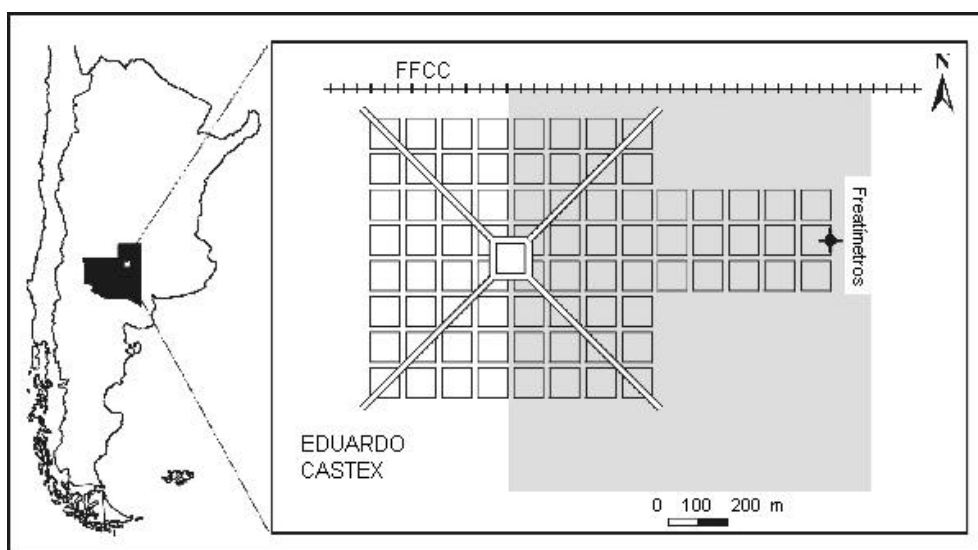 FFCC
N
Freatímetros
EDUARDO
CASTEX
0 100 200 m